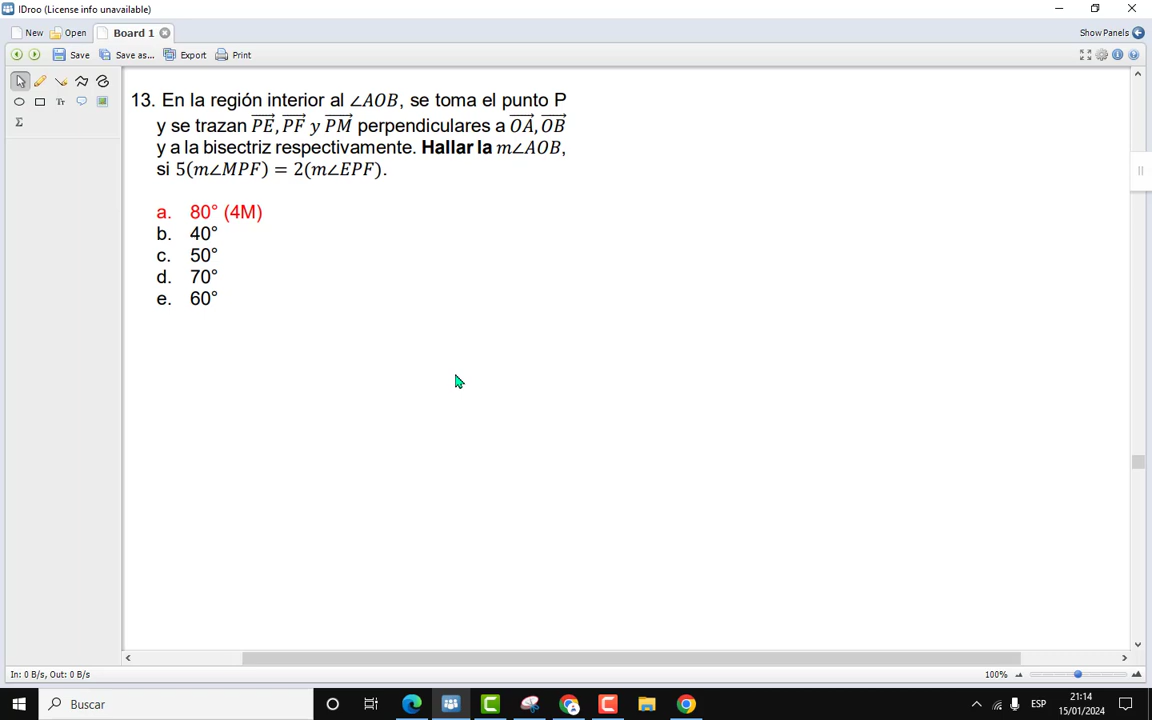 IDroo (License info unavailable)
New Open Board 1 Show Panels
Save Save as... Export Print
Tr
Σ
13. En la región interior al ∠AOB, se toma el punto P
y se trazan PE, PF y PM perpendiculares a OA, OB
y a la bisectriz respectivamente. Hallar la m∠AOB,
si 5(m∠MPF) = 2(m∠EPF).
a. 80° (4M)
b. 40°
c. 50°
d. 70°
e. 60°
In: 0 B/s, Out: 0 B/s 100%
Buscar ESP 21:14
15/01/2024